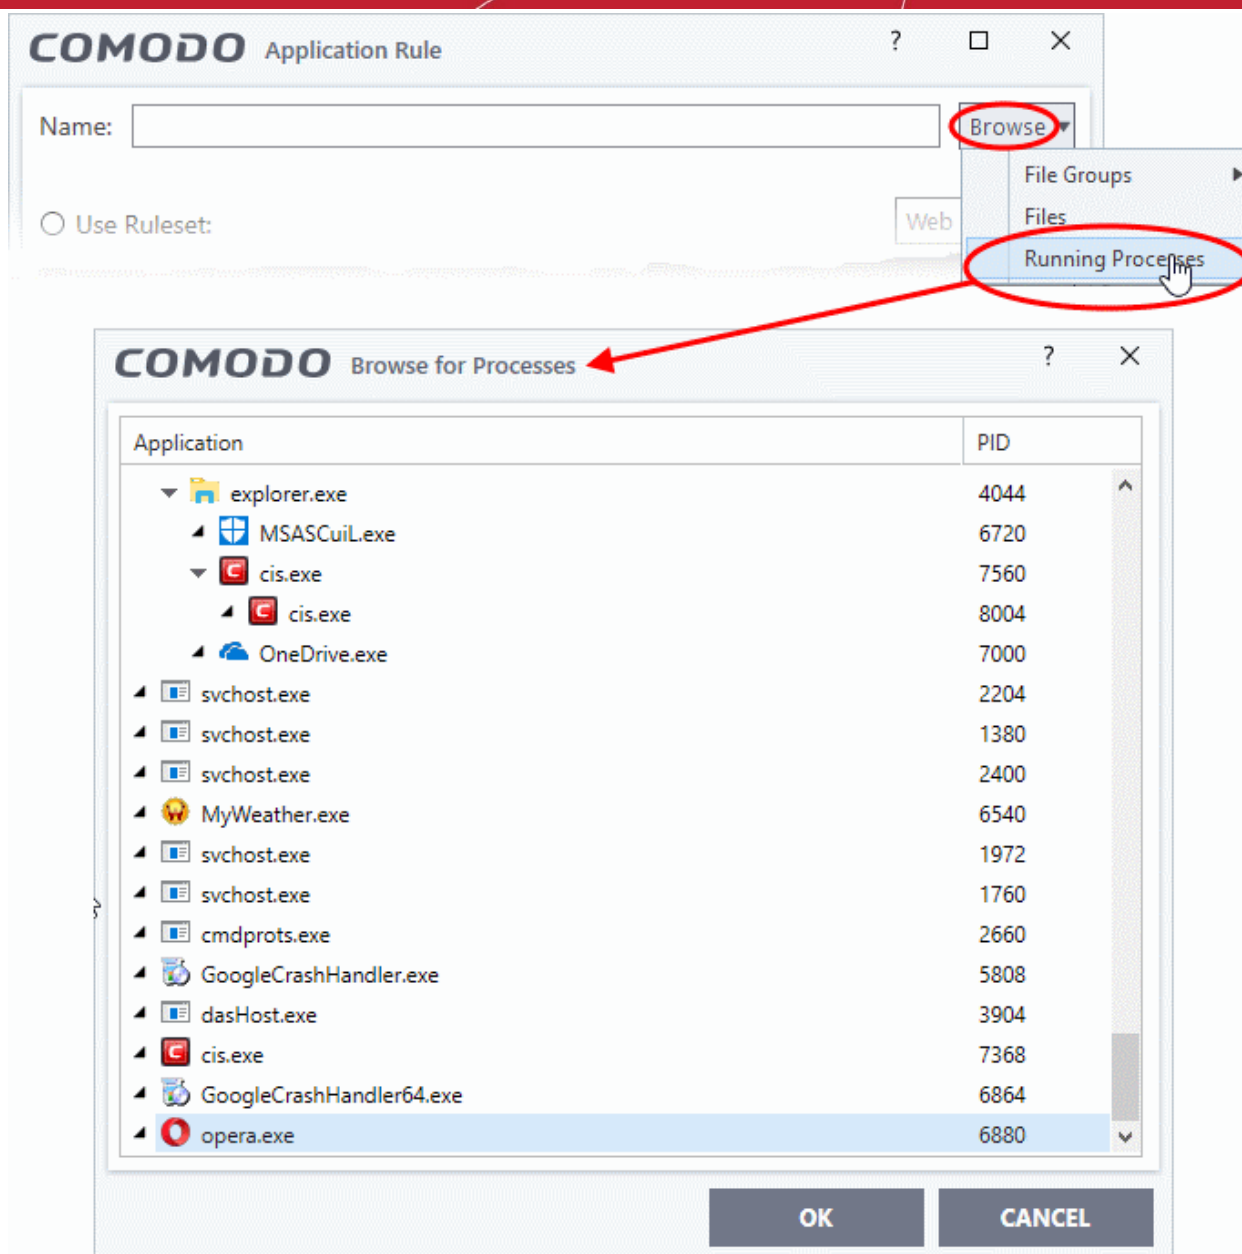 COMODO Application Rule ?
Name: Browse
File Groups
Use Ruleset: Web Files
Running Processes
COMODO Browse for Processes ?
Application PID
explorer.exe 4044
MSASCuiL.exe 6720
cis.exe 7560
cis.exe 8004
OneDrive.exe 7000
svchost.exe 2204
svchost.exe 1380
svchost.exe 2400
MyWeather.exe 6540
svchost.exe 1972
svchost.exe 1760
cmdprots.exe 2660
GoogleCrashHandler.exe 5808
dasHost.exe 3904
cis.exe 7368
GoogleCrashHandler64.exe 6864
opera.exe 6880
OK CANCEL